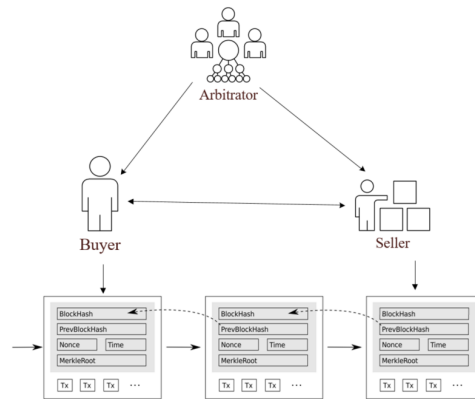 Arbitrator
Buyer
Seller
BlockHash
PrevBlockHash
Nonce Time
MerkleRoot
Tx Tx Tx ...
BlockHash
PrevBlockHash
Nonce Time
MerkleRoot
Tx Tx Tx ...
BlockHash
PrevBlockHash
Nonce Time
MerkleRoot
Tx Tx Tx ...